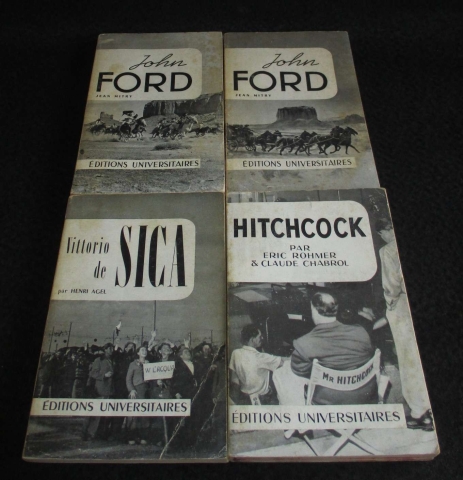 John
FORD
JEAN MITRY
ÉDITIONS UNIVERSITAIRES
John
FORD
JEAN MITRY
ÉDITIONS UNIVERSITAIRES
Vittorio
de SICA
par HENRI AGEL
ÉDITIONS UNIVERSITAIRES
HITCHCOCK
PAR
ERIC ROHMER
& CLAUDE CHABROL
MR HITCHCOCK
ÉDITIONS UNIVERSITAIRES